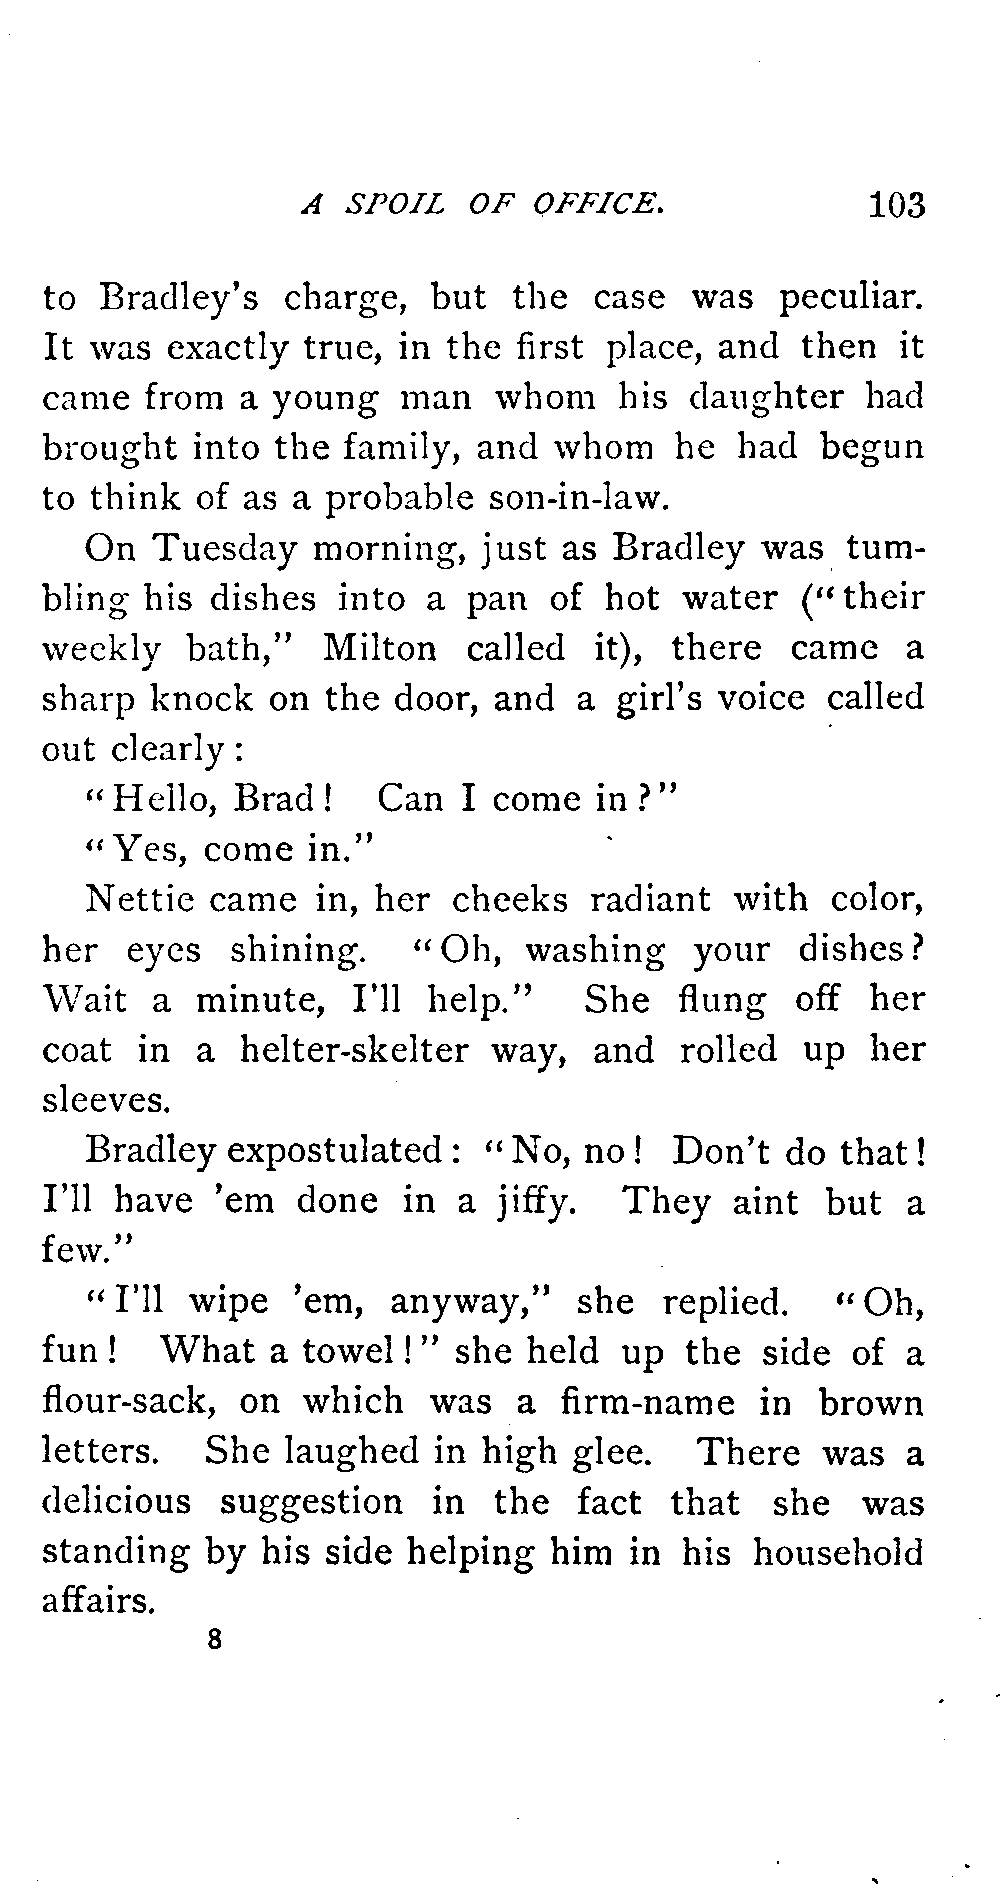 A SPOIL OF OFFICE. 103
to Bradley's charge, but the case was peculiar.
It was exactly true, in the first place, and then it
came from a young man whom his daughter had
brought into the family, and whom he had begun
to think of as a probable son-in-law.
On Tuesday morning, just as Bradley was tum-
bling his dishes into a pan of hot water ("their
weekly bath," Milton called it), there came a
sharp knock on the door, and a girl's voice called
out clearly:
"Hello, Brad! Can I come in?"
"Yes, come in."
Nettie came in, her cheeks radiant with color,
her eyes shining. "Oh, washing your dishes?
Wait a minute, I'll help." She flung off her
coat in a helter-skelter way, and rolled up her
sleeves.
Bradley expostulated: "No, no! Don't do that!
I'll have 'em done in a jiffy. They aint but a
few."
"I'll wipe 'em, anyway," she replied. "Oh,
fun! What a towel!" she held up the side of a
flour-sack, on which was a firm-name in brown
letters. She laughed in high glee. There was a
delicious suggestion in the fact that she was
standing by his side helping him in his household
affairs.
8